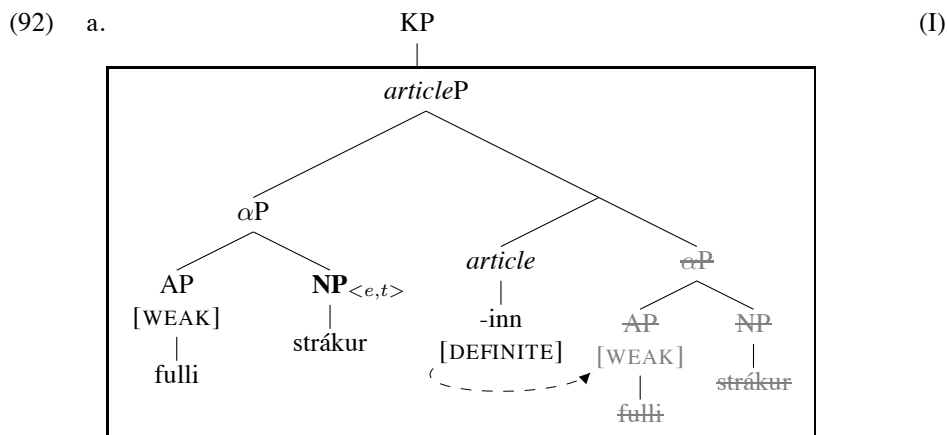 (92) a. KP (I)
articleP
αP
article αP
AP NP<e,t> -inn AP NP
[WEAK] strákur [DEFINITE] [WEAK] strákur
fulli fulli